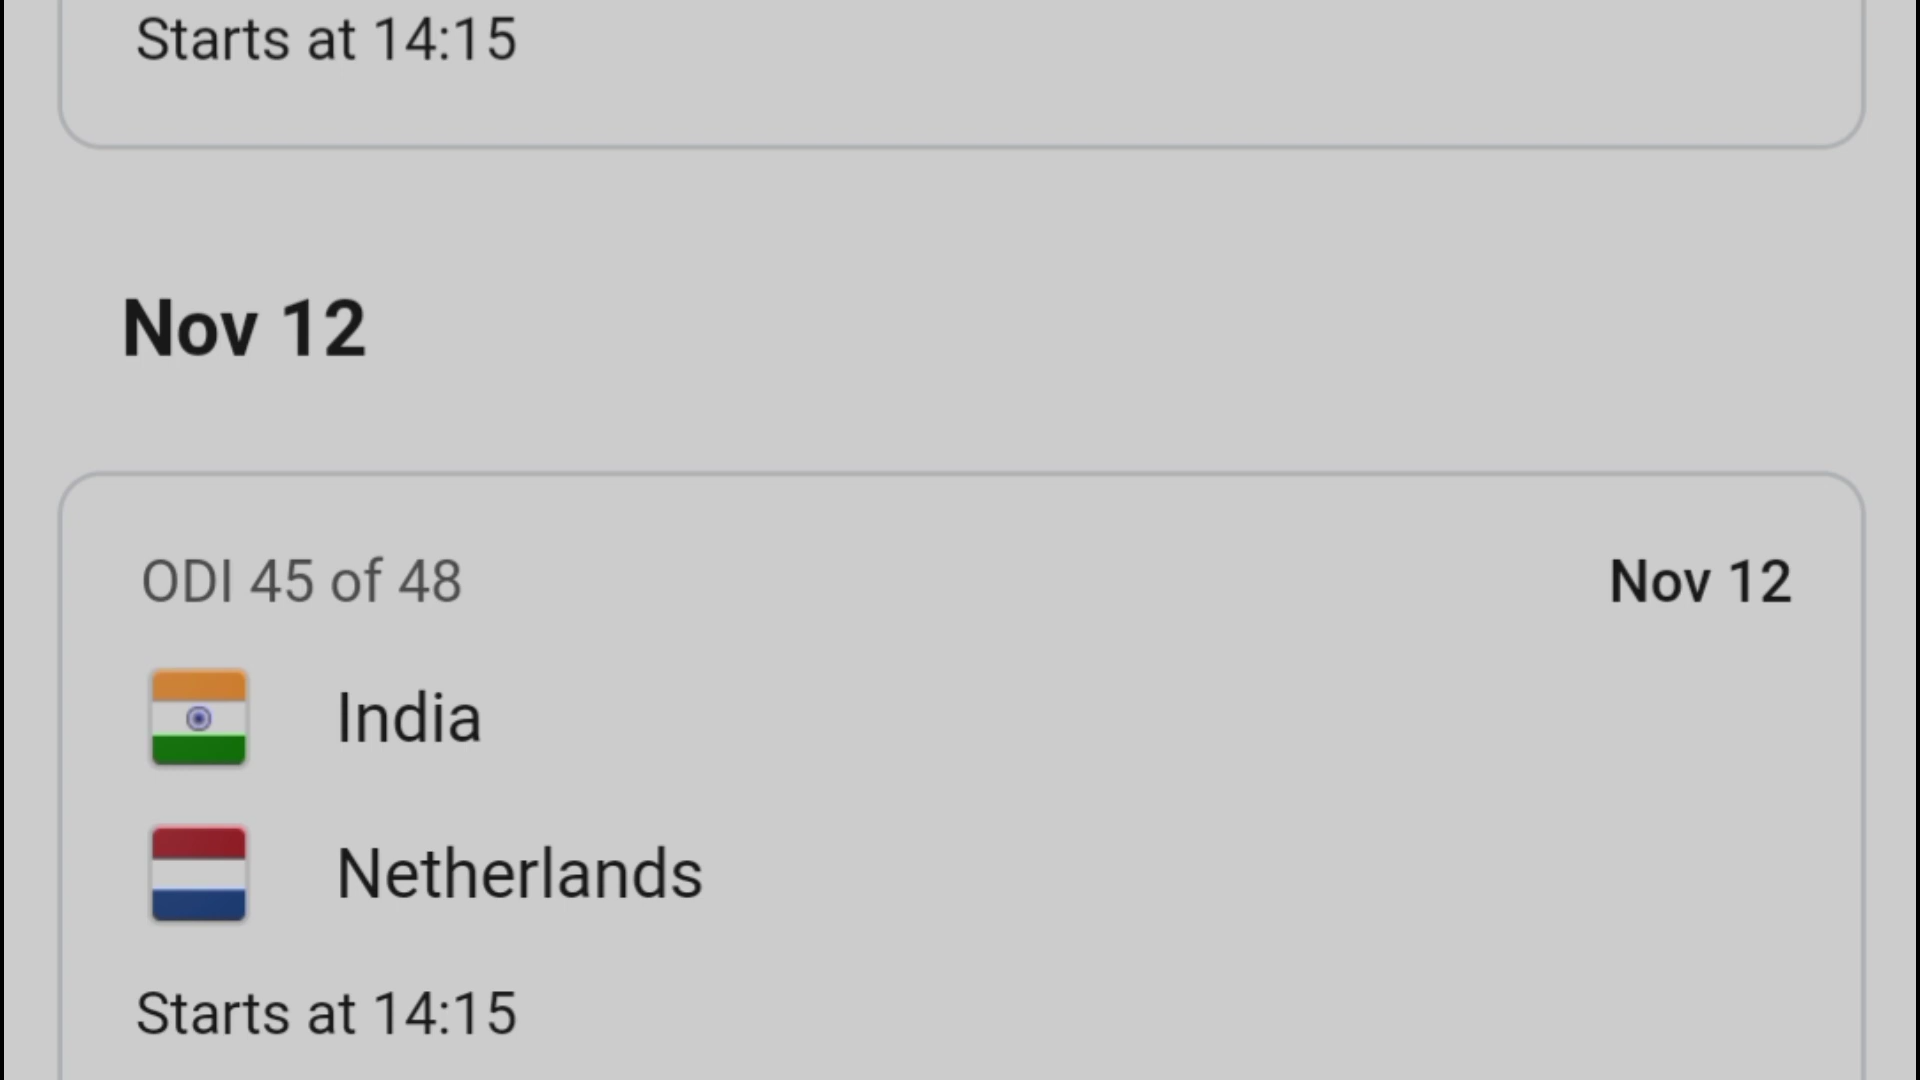 Starts at 14:15
Nov 12
ODI 45 of 48
Nov 12
India
Netherlands
Starts at 14:15